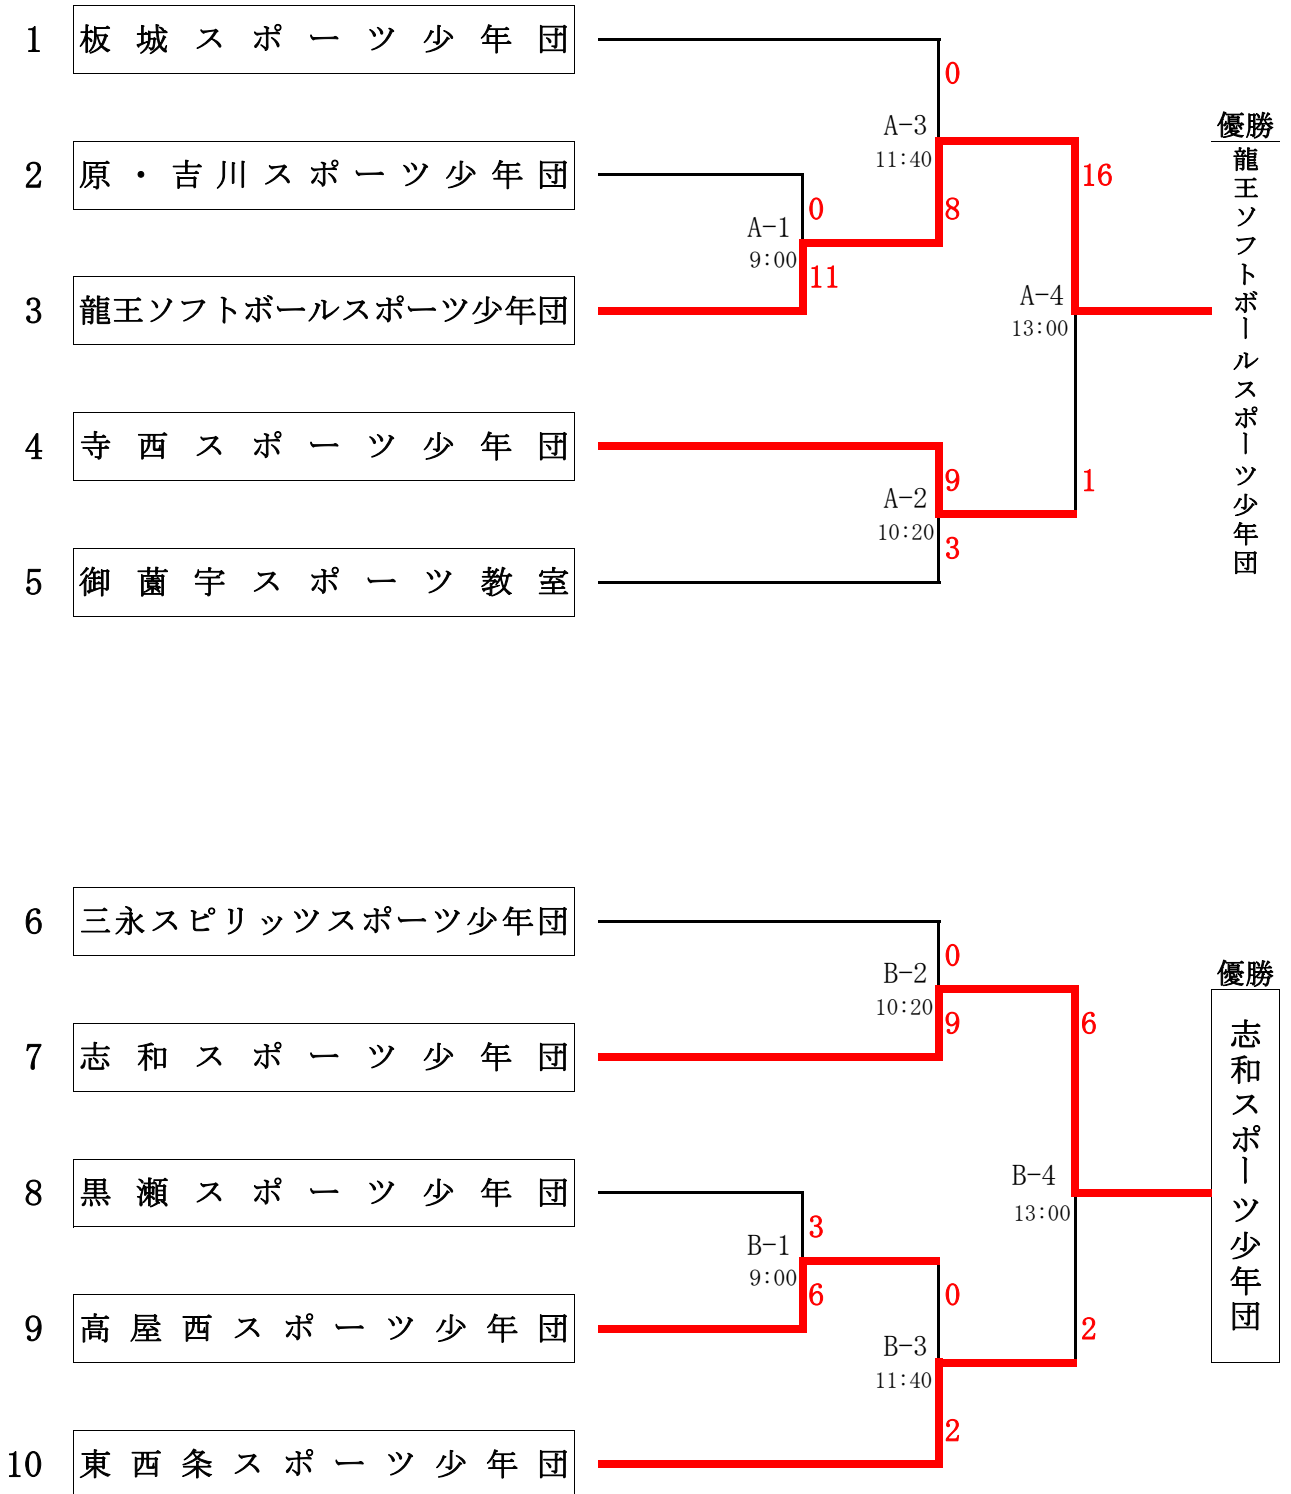 1 板城スポーツ少年団
0
A-3
11:40
優勝
龍王ソフトボールスポーツ少年団
16
2 原・吉川スポーツ少年団
0
8
A-1
9:00
11
3 龍王ソフトボールスポーツ少年団
A-4
13:00
4 寺西スポーツ少年団
9
1
A-2
10:20
3
5 御薗宇スポーツ教室
6 三永スピリッツスポーツ少年団
0
B-2
10:20
優勝
志和スポーツ少年団
9
6
7 志和スポーツ少年団
8 黒瀬スポーツ少年団
B-4
13:00
3
B-1
9:00
6
0
9 高屋西スポーツ少年団
2
B-3
11:40
2
10 東西条スポーツ少年団